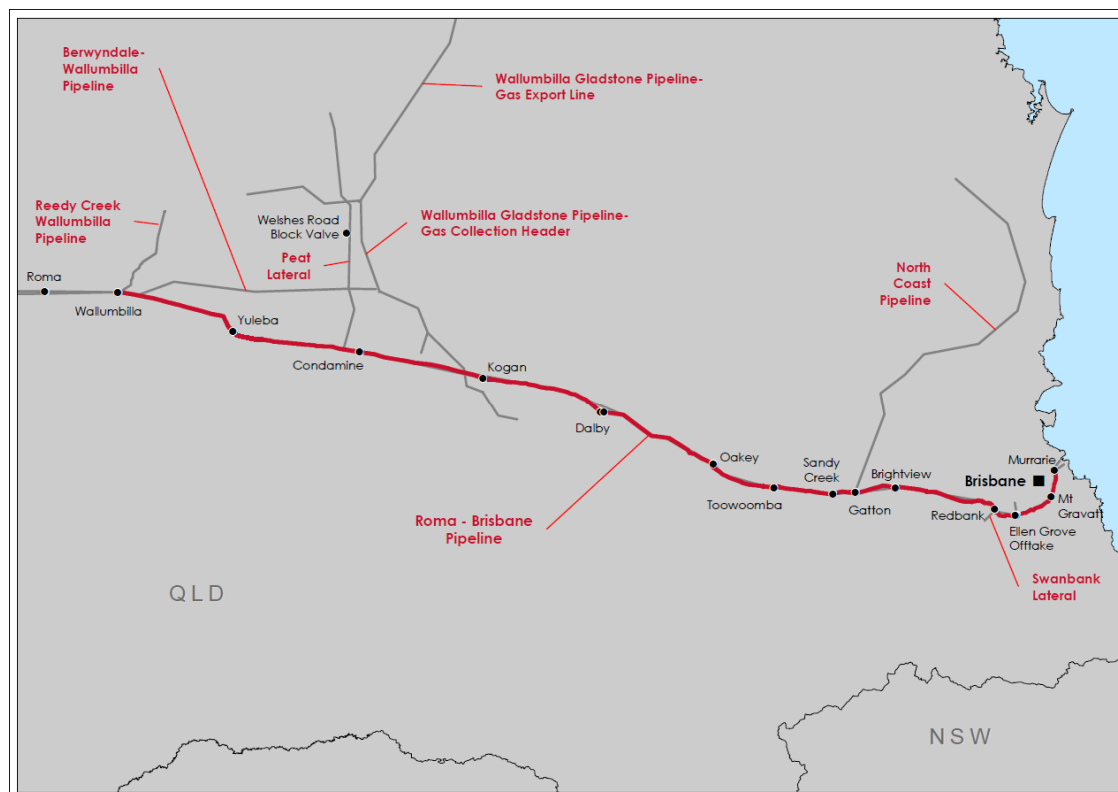 Berwyndale-
Wallumbilla
Pipeline
Wallumbilla Gladstone Pipeline-
Gas Export Line
Reedy Creek
Wallumbilla
Pipeline
Welshes Road
Block Valve
Wallumbilla Gladstone Pipeline-
Gas Collection Header
Peat
Lateral
North
Coast
Pipeline
Roma
Wallumbilla
Yuleba
Condamine
Kogan
Dalby
Oakey
Toowoomba
Sandy
Creek
Gatton
Brightview
Murrarie
Brisbane
Redbank
Mt
Gravatt
Ellen Grove
Offtake
Roma - Brisbane
Pipeline
Swanbank
Lateral
QLD
NSW